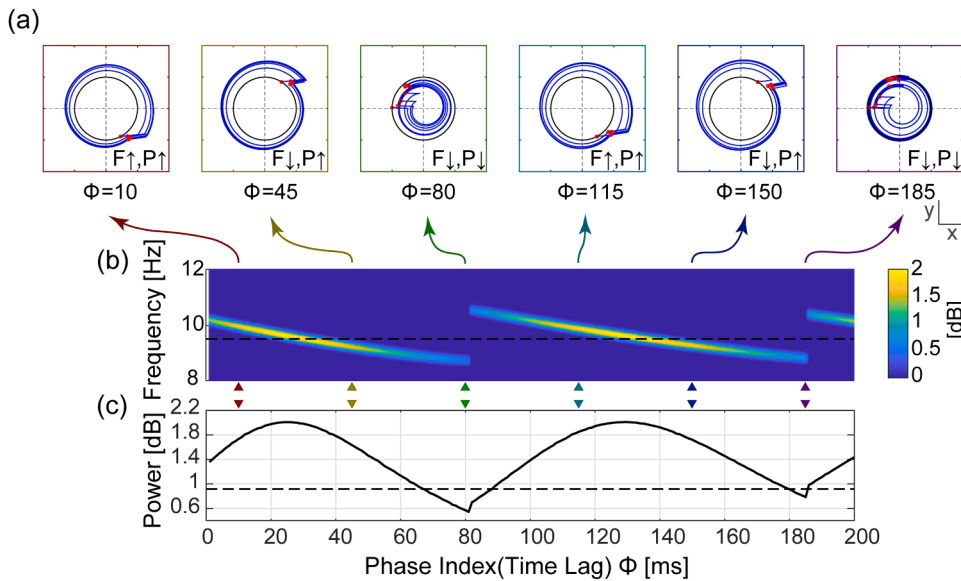 (a)
F↑,P↑ F↓,P↑ F↓,P↓ F↑,P↑ F↓,P↑ F↓,P↓
Φ=10 Φ=45 Φ=80 Φ=115 Φ=150 Φ=185
y
x
(b)
Frequency [Hz]
12
10
8
2
1.5
1
0.5
0
[dB]
(c)
Power [dB]
2.2
1.8
1.4
1
0.6
0 20 40 60 80 100 120 140 160 180 200
Phase Index(Time Lag) Φ [ms]